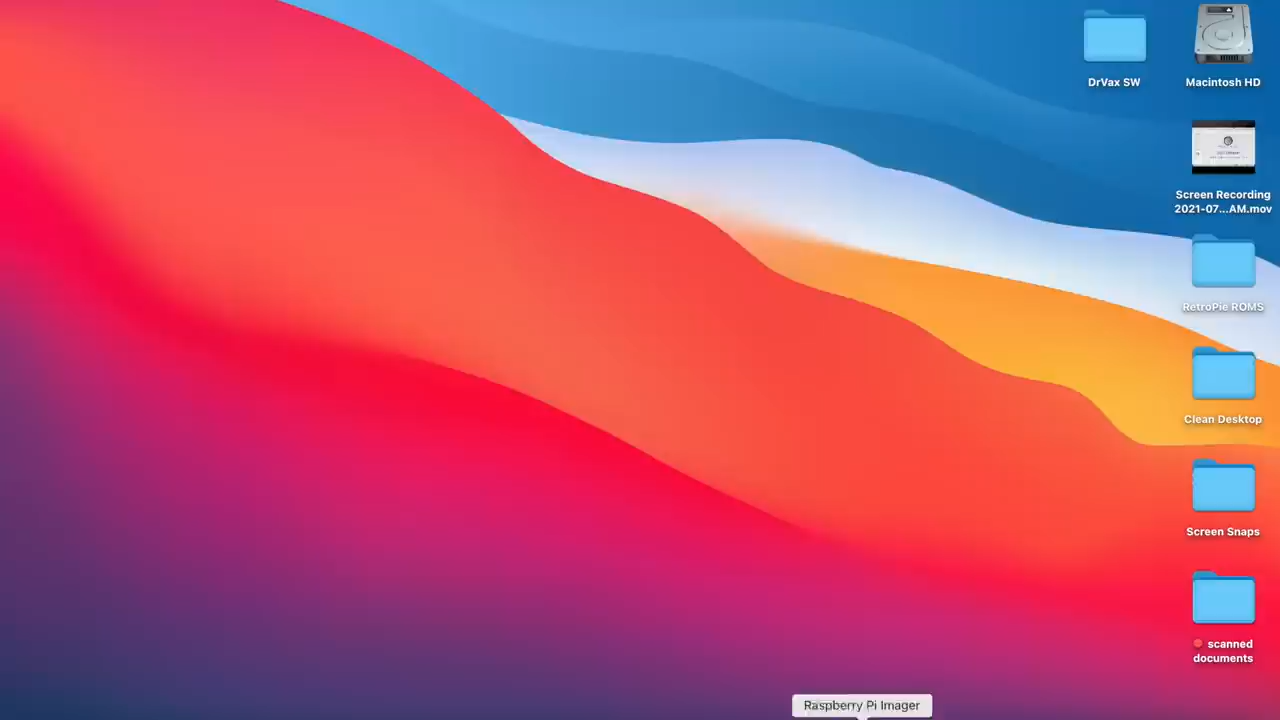 DrVax SW
Macintosh HD
Screen Recording
2021-07...AM.mov
RetroPie ROMS
Clean Desktop
Screen Snaps
scanned
documents
Raspberry Pi Imager